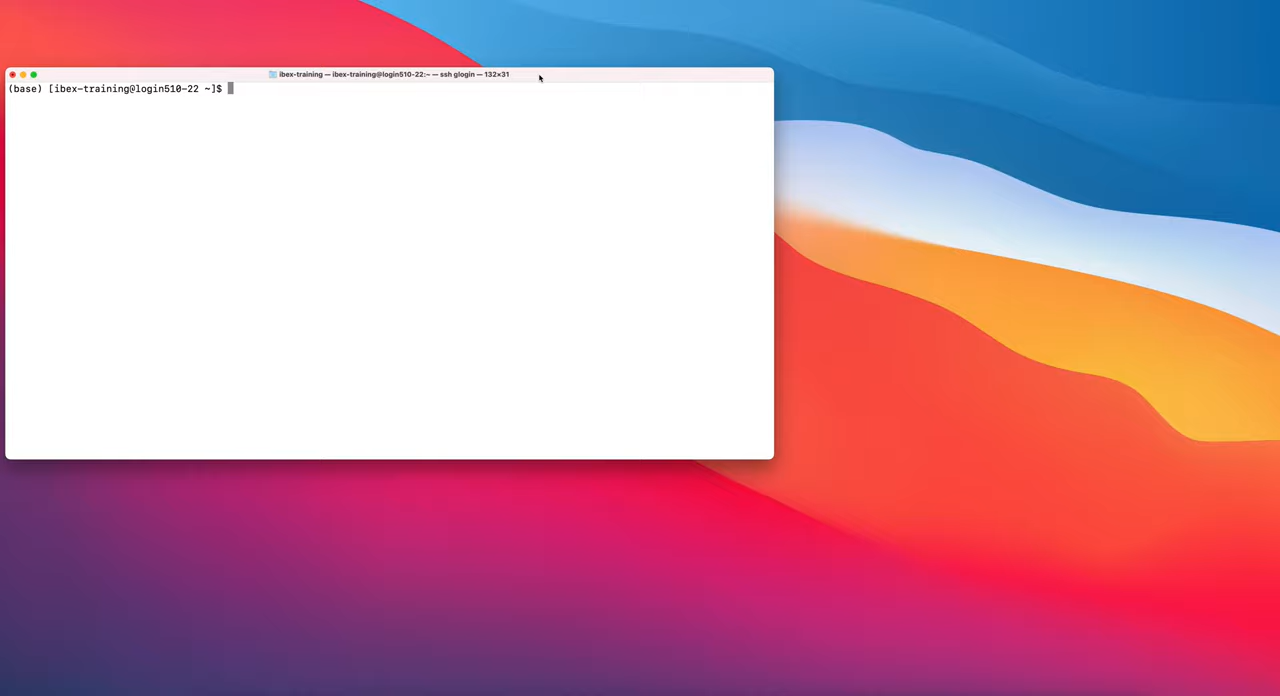 ibex-training — ibex-training@login510-22:~ — ssh glogin — 132×31
(base) [ibex-training@login510-22 ~]$